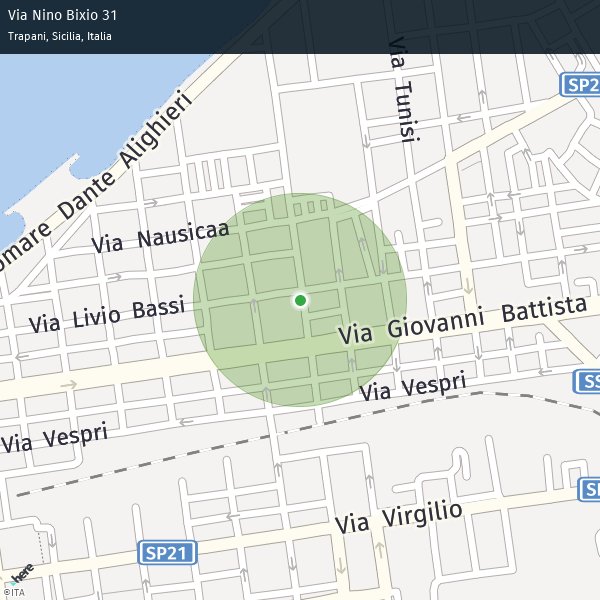 Via Nino Bixio 31
Trapani, Sicilia, Italia
Via Tunisi
SP2
omare Dante Alighieri
Via Nausicaa
Via Livio Bassi
Via Giovanni Battista
Via Vespri
SS
Via Vespri
Via Virgilio
SP21
here
©ITA